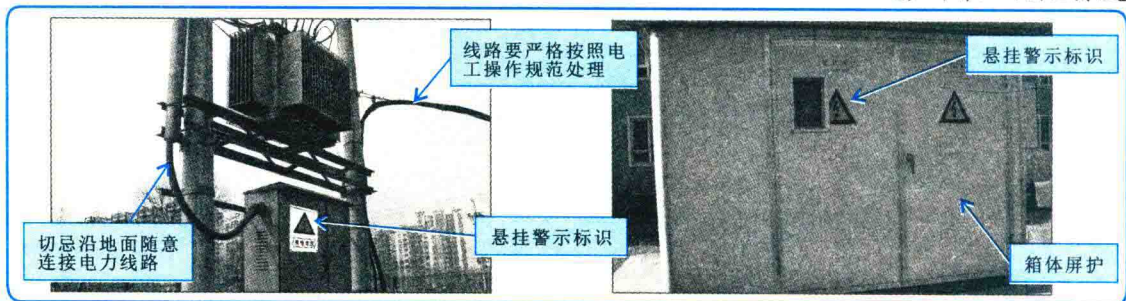 线路要严格按照电
工操作规范处理
悬挂警示标识
切忌沿地面随意
连接电力线路
悬挂警示标识
箱体屏护